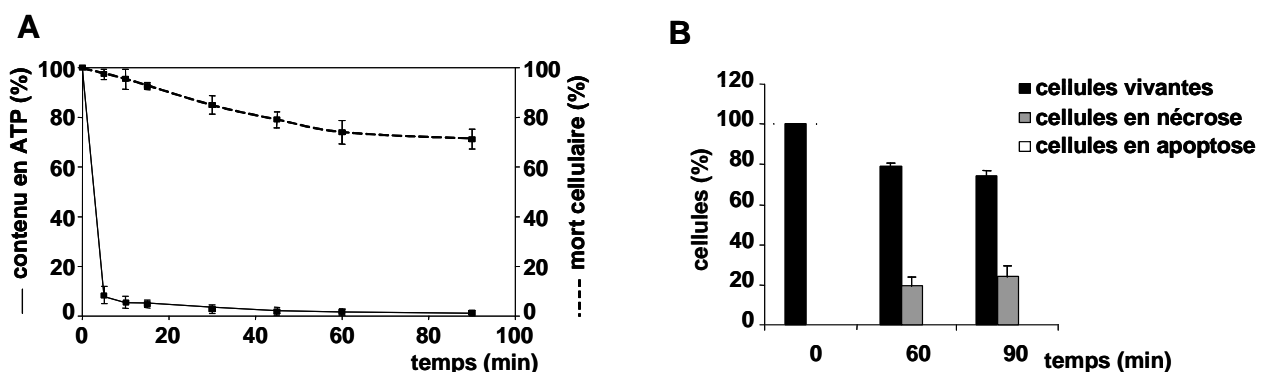 A
contenu en ATP (%)
100
80
60
40
20
0
0
20
40
60
80
100
temps (min)
100
80
60
40
20
0
mort cellulaire (%)
B
cellules (%)
120
100
80
60
40
20
0
0
60
90
temps (min)
cellules vivantes
cellules en nécrose
cellules en apoptose